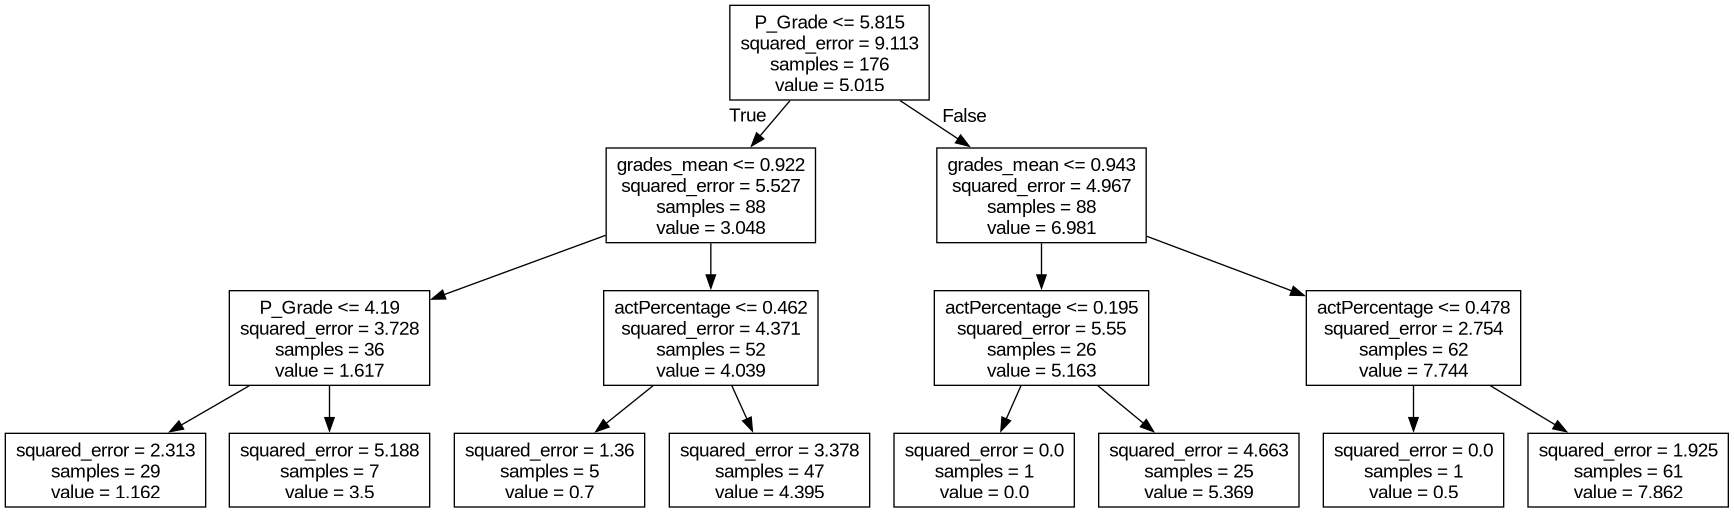 P_Grade <= 5.815
squared_error = 9.113
samples = 176
value = 5.015
True
False
grades_mean <= 0.922
squared_error = 5.527
samples = 88
value = 3.048
grades_mean <= 0.943
squared_error = 4.967
samples = 88
value = 6.981
P_Grade <= 4.19
squared_error = 3.728
samples = 36
value = 1.617
actPercentage <= 0.462
squared_error = 4.371
samples = 52
value = 4.039
actPercentage <= 0.195
squared_error = 5.55
samples = 26
value = 5.163
actPercentage <= 0.478
squared_error = 2.754
samples = 62
value = 7.744
squared_error = 2.313
samples = 29
value = 1.162
squared_error = 5.188
samples = 7
value = 3.5
squared_error = 1.36
samples = 5
value = 0.7
squared_error = 3.378
samples = 47
value = 4.395
squared_error = 0.0
samples = 1
value = 0.0
squared_error = 4.663
samples = 25
value = 5.369
squared_error = 0.0
samples = 1
value = 0.5
squared_error = 1.925
samples = 61
value = 7.862